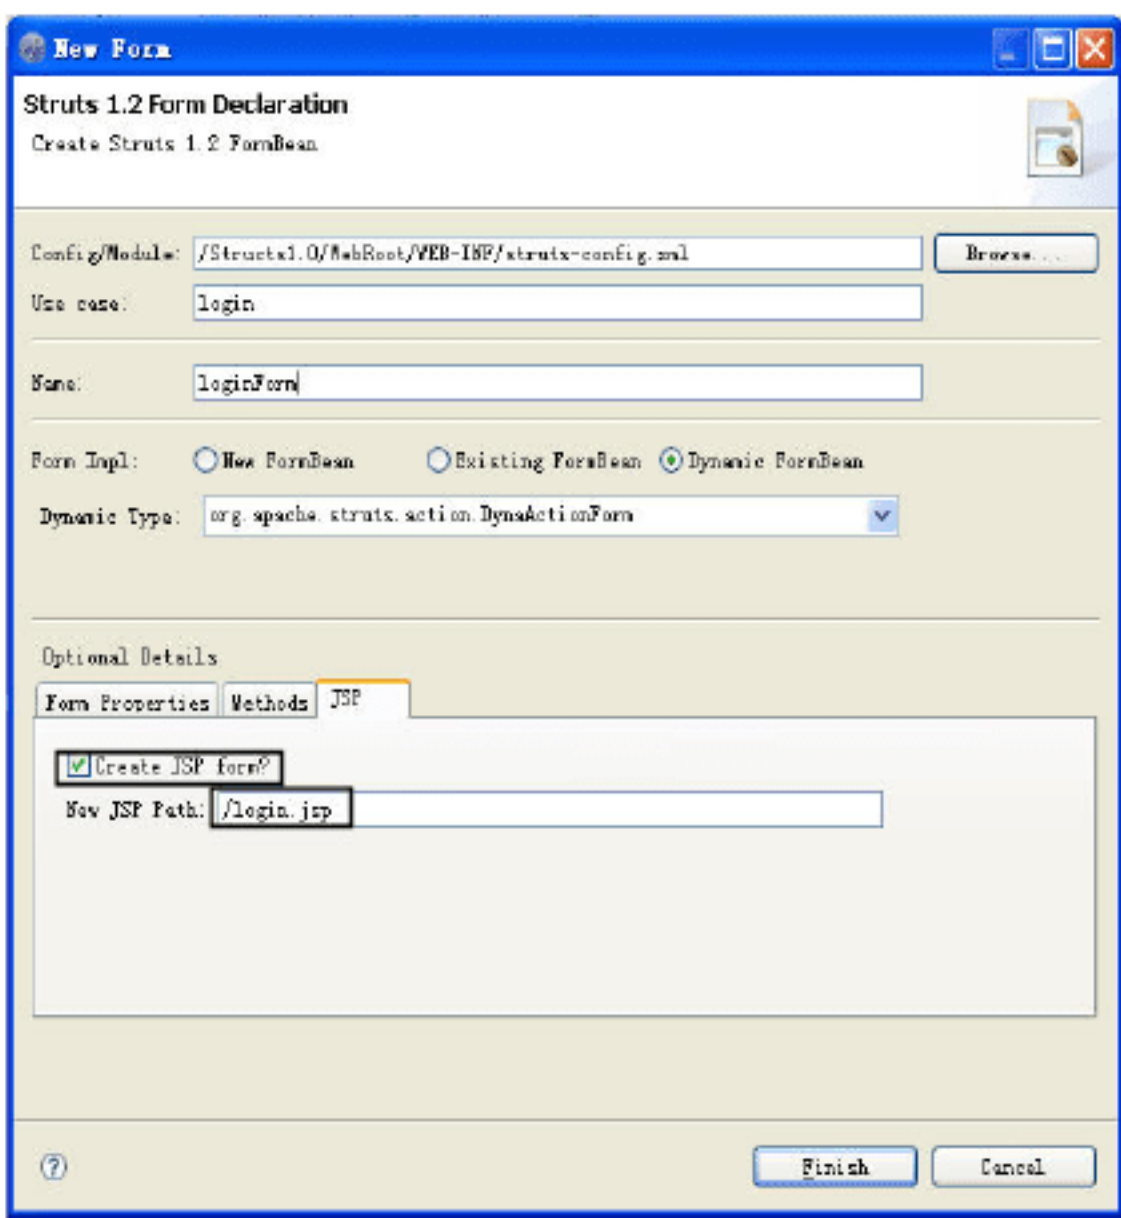 New Form
Struts 1.2 Form Declaration
Create Struts 1.2 FormBean
Config/Module: /Structs1.0/WebRoot/WEB-INF/struts-config.xml Browse...
Use case: login
Name: loginForm
Form Impl: New FormBean Existing FormBean Dynamic FormBean
Dynamic Type: org.apache.struts.action.DynaActionForm
Optional Details
Form Properties Methods JSP
Create JSP form?
New JSP Path: /login.jsp
? Finish Cancel